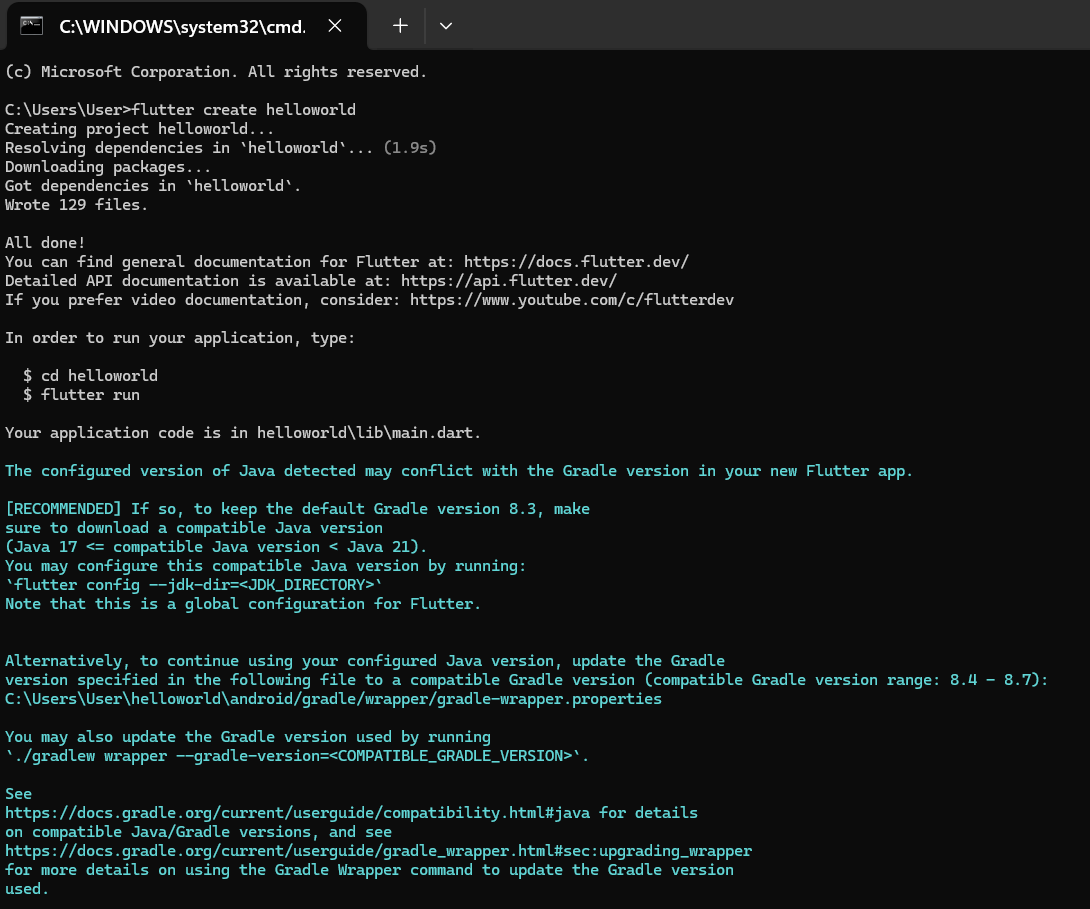 C:\WINDOWS\system32\cmd.
(c) Microsoft Corporation. All rights reserved.
C:\Users\User>flutter create helloworld
Creating project helloworld...
Resolving dependencies in `helloworld`... (1.9s)
Downloading packages...
Got dependencies in `helloworld`.
Wrote 129 files.
All done!
You can find general documentation for Flutter at: https://docs.flutter.dev/
Detailed API documentation is available at: https://api.flutter.dev/
If you prefer video documentation, consider: https://www.youtube.com/c/flutterdev
In order to run your application, type:
$ cd helloworld
$ flutter run
Your application code is in helloworld\lib\main.dart.
The configured version of Java detected may conflict with the Gradle version in your new Flutter app.
[RECOMMENDED] If so, to keep the default Gradle version 8.3, make
sure to download a compatible Java version
(Java 17 <= compatible Java version < Java 21).
You may configure this compatible Java version by running:
`flutter config --jdk-dir=<JDK_DIRECTORY>`
Note that this is a global configuration for Flutter.
Alternatively, to continue using your configured Java version, update the Gradle
version specified in the following file to a compatible Gradle version (compatible Gradle version range: 8.4 - 8.7):
C:\Users\User\helloworld\android/gradle/wrapper/gradle-wrapper.properties
You may also update the Gradle version used by running
`./gradlew wrapper --gradle-version=<COMPATIBLE_GRADLE_VERSION>`.
See
https://docs.gradle.org/current/userguide/compatibility.html#java for details
on compatible Java/Gradle versions, and see
https://docs.gradle.org/current/userguide/gradle_wrapper.html#sec:upgrading_wrapper
for more details on using the Gradle Wrapper command to update the Gradle version
used.